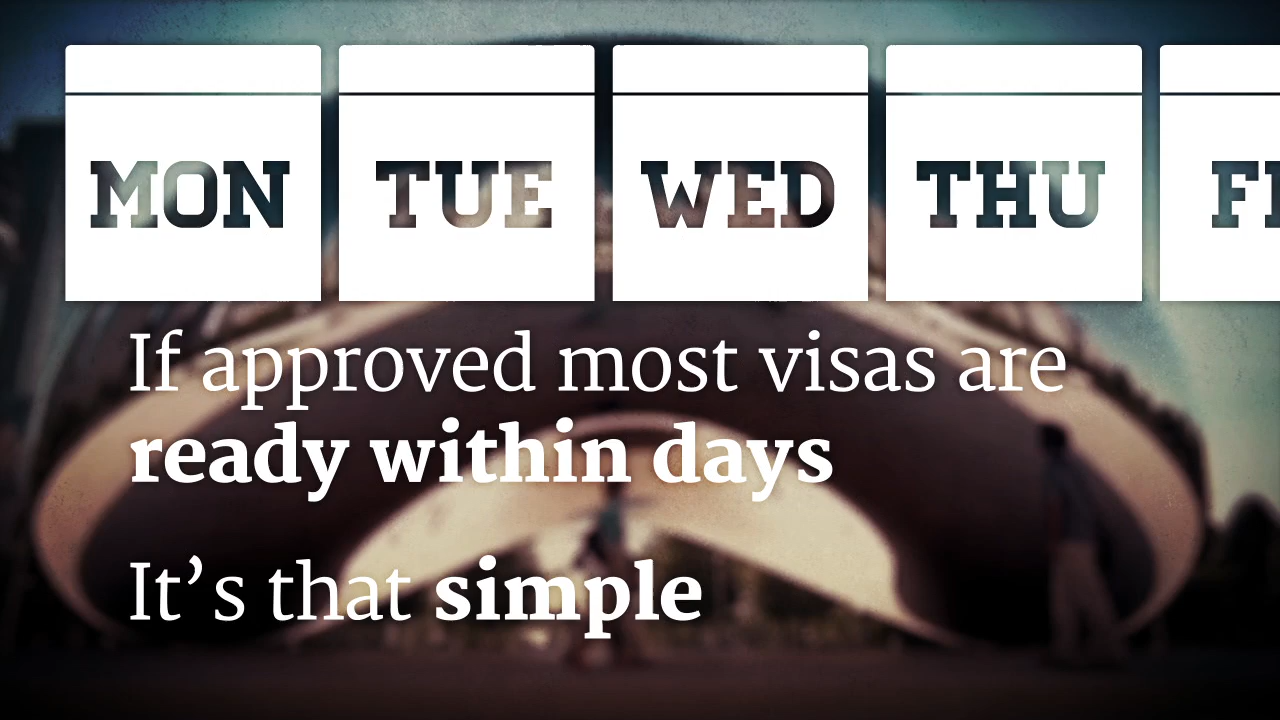 MON TUE WED THU
If approved most visas are
ready within days
It’s that simple